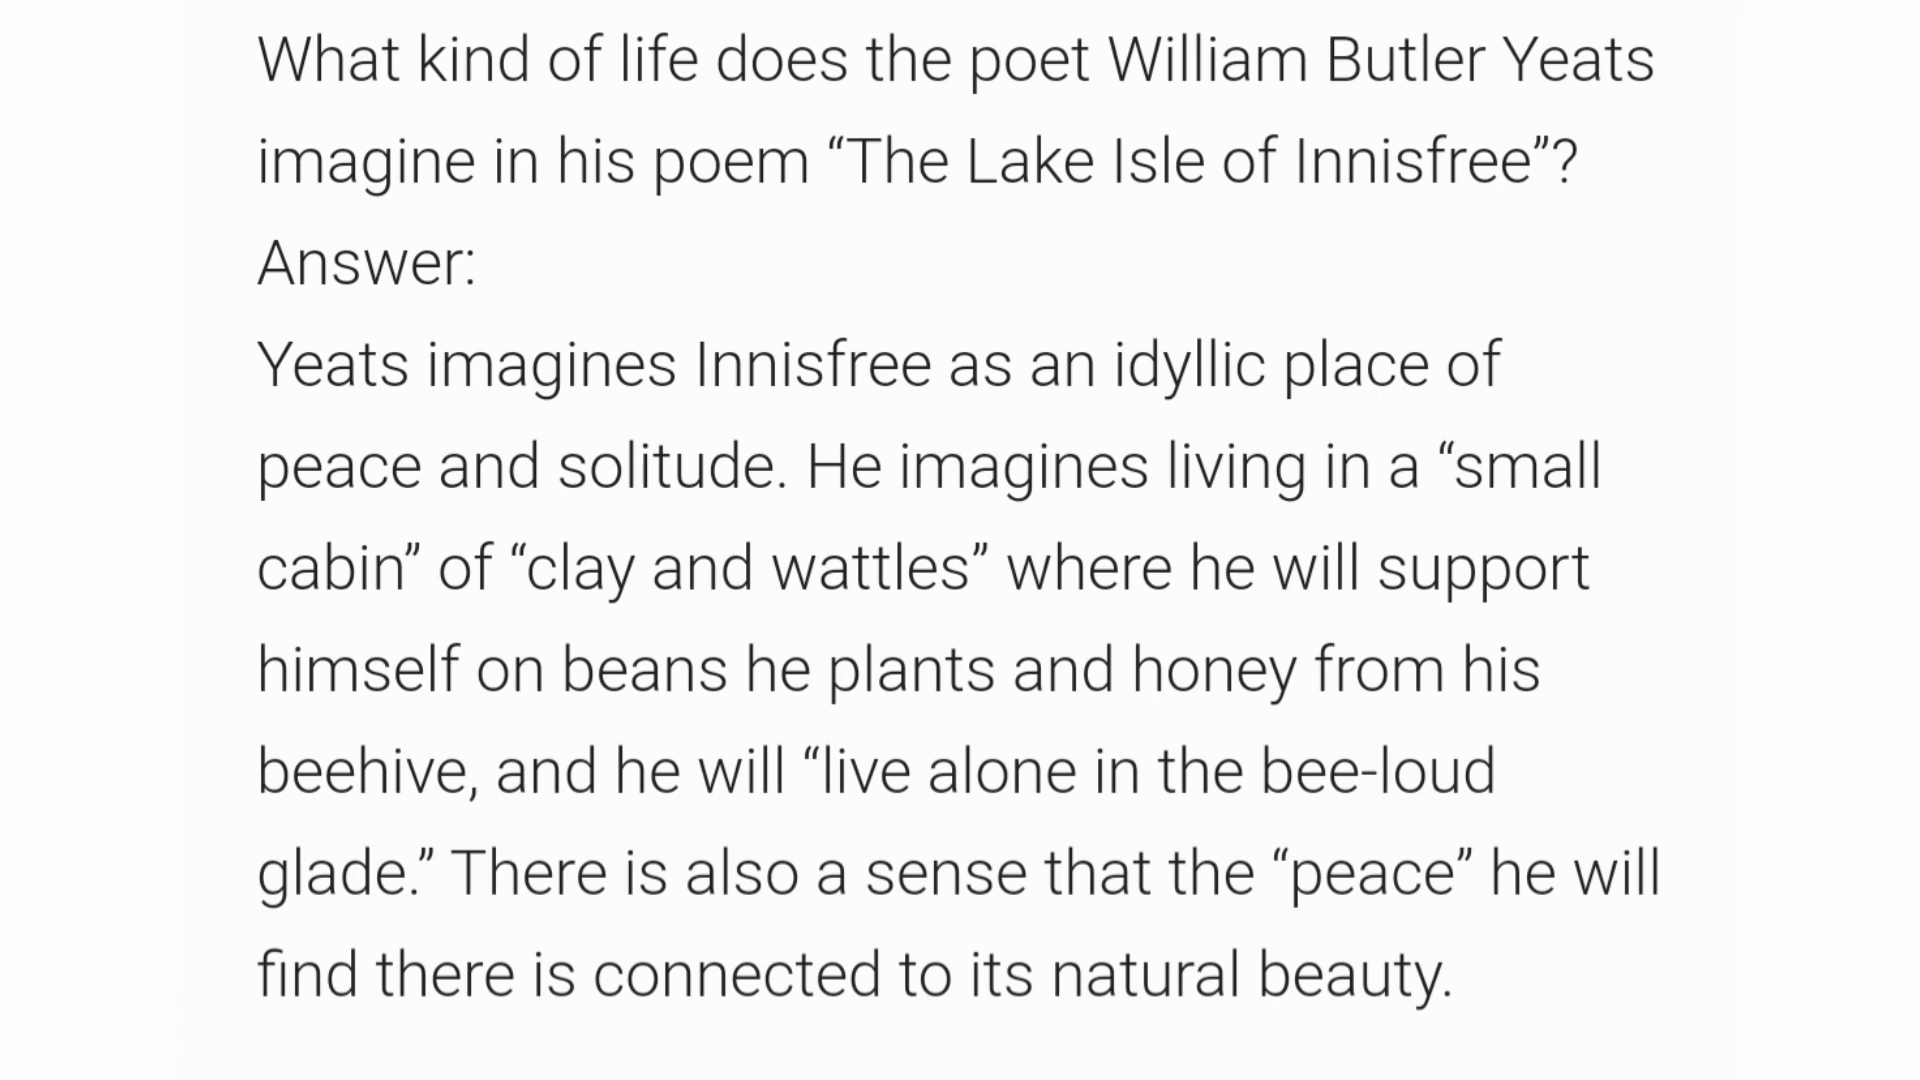 What kind of life does the poet William Butler Yeats
imagine in his poem “The Lake Isle of Innisfree”?
Answer:
Yeats imagines Innisfree as an idyllic place of
peace and solitude. He imagines living in a “small
cabin” of “clay and wattles” where he will support
himself on beans he plants and honey from his
beehive, and he will “live alone in the bee-loud
glade.” There is also a sense that the “peace” he will
find there is connected to its natural beauty.